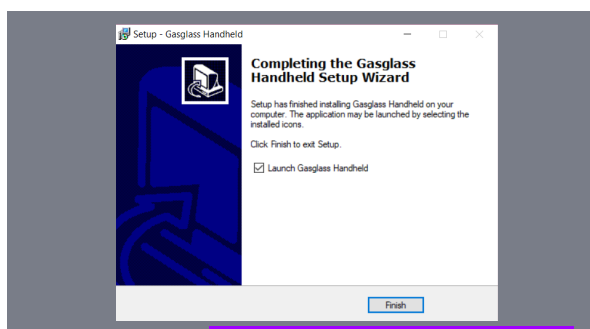 Setup - Gasglass Handheld
Completing the Gasglass
Handheld Setup Wizard
Setup has finished installing Gasglass Handheld on your
computer. The application may be launched by selecting the
installed icons.
Click Finish to exit Setup.
Launch Gasglass Handheld
Finish